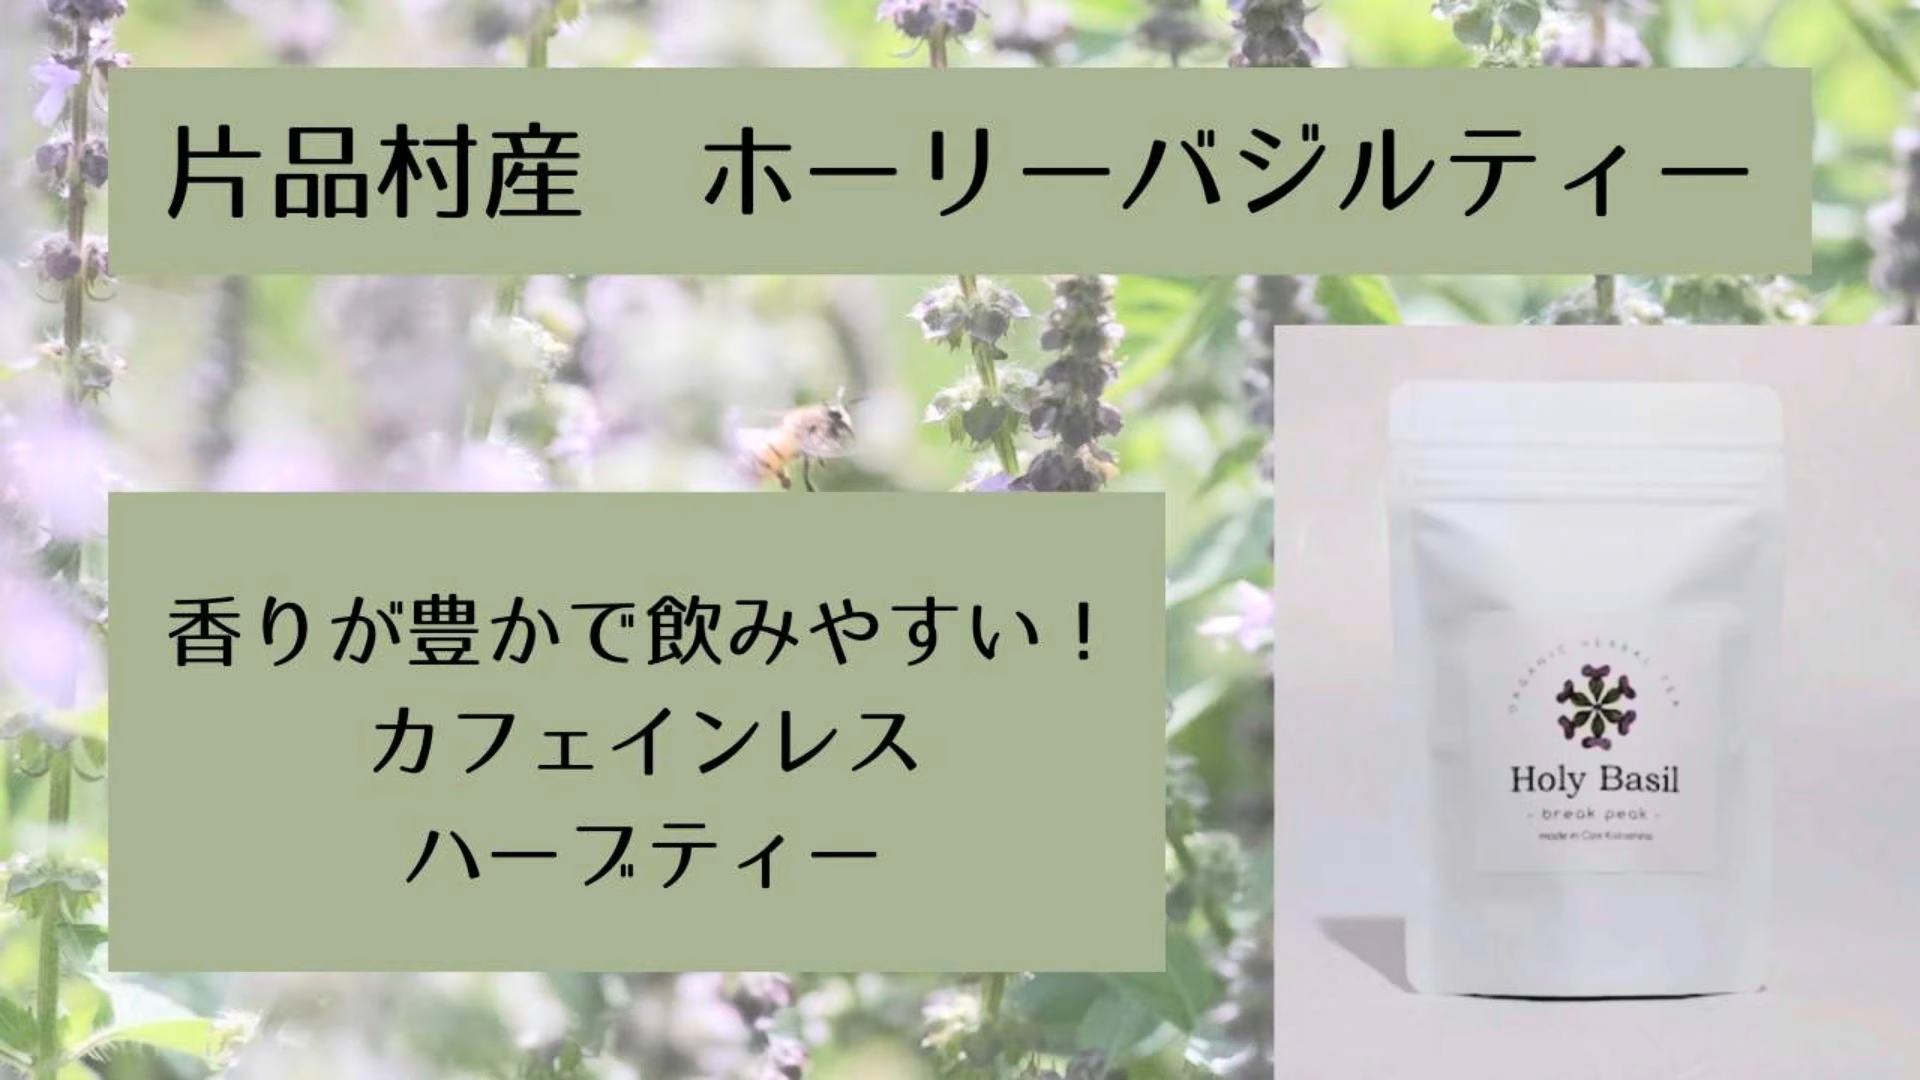 片品村産　ホーリーバジルティー
香りが豊かで飲みやすい！
カフェインレス
ハーブティー
ORGANIC HERBAL TEA
Holy Basil
- break peak -
made in